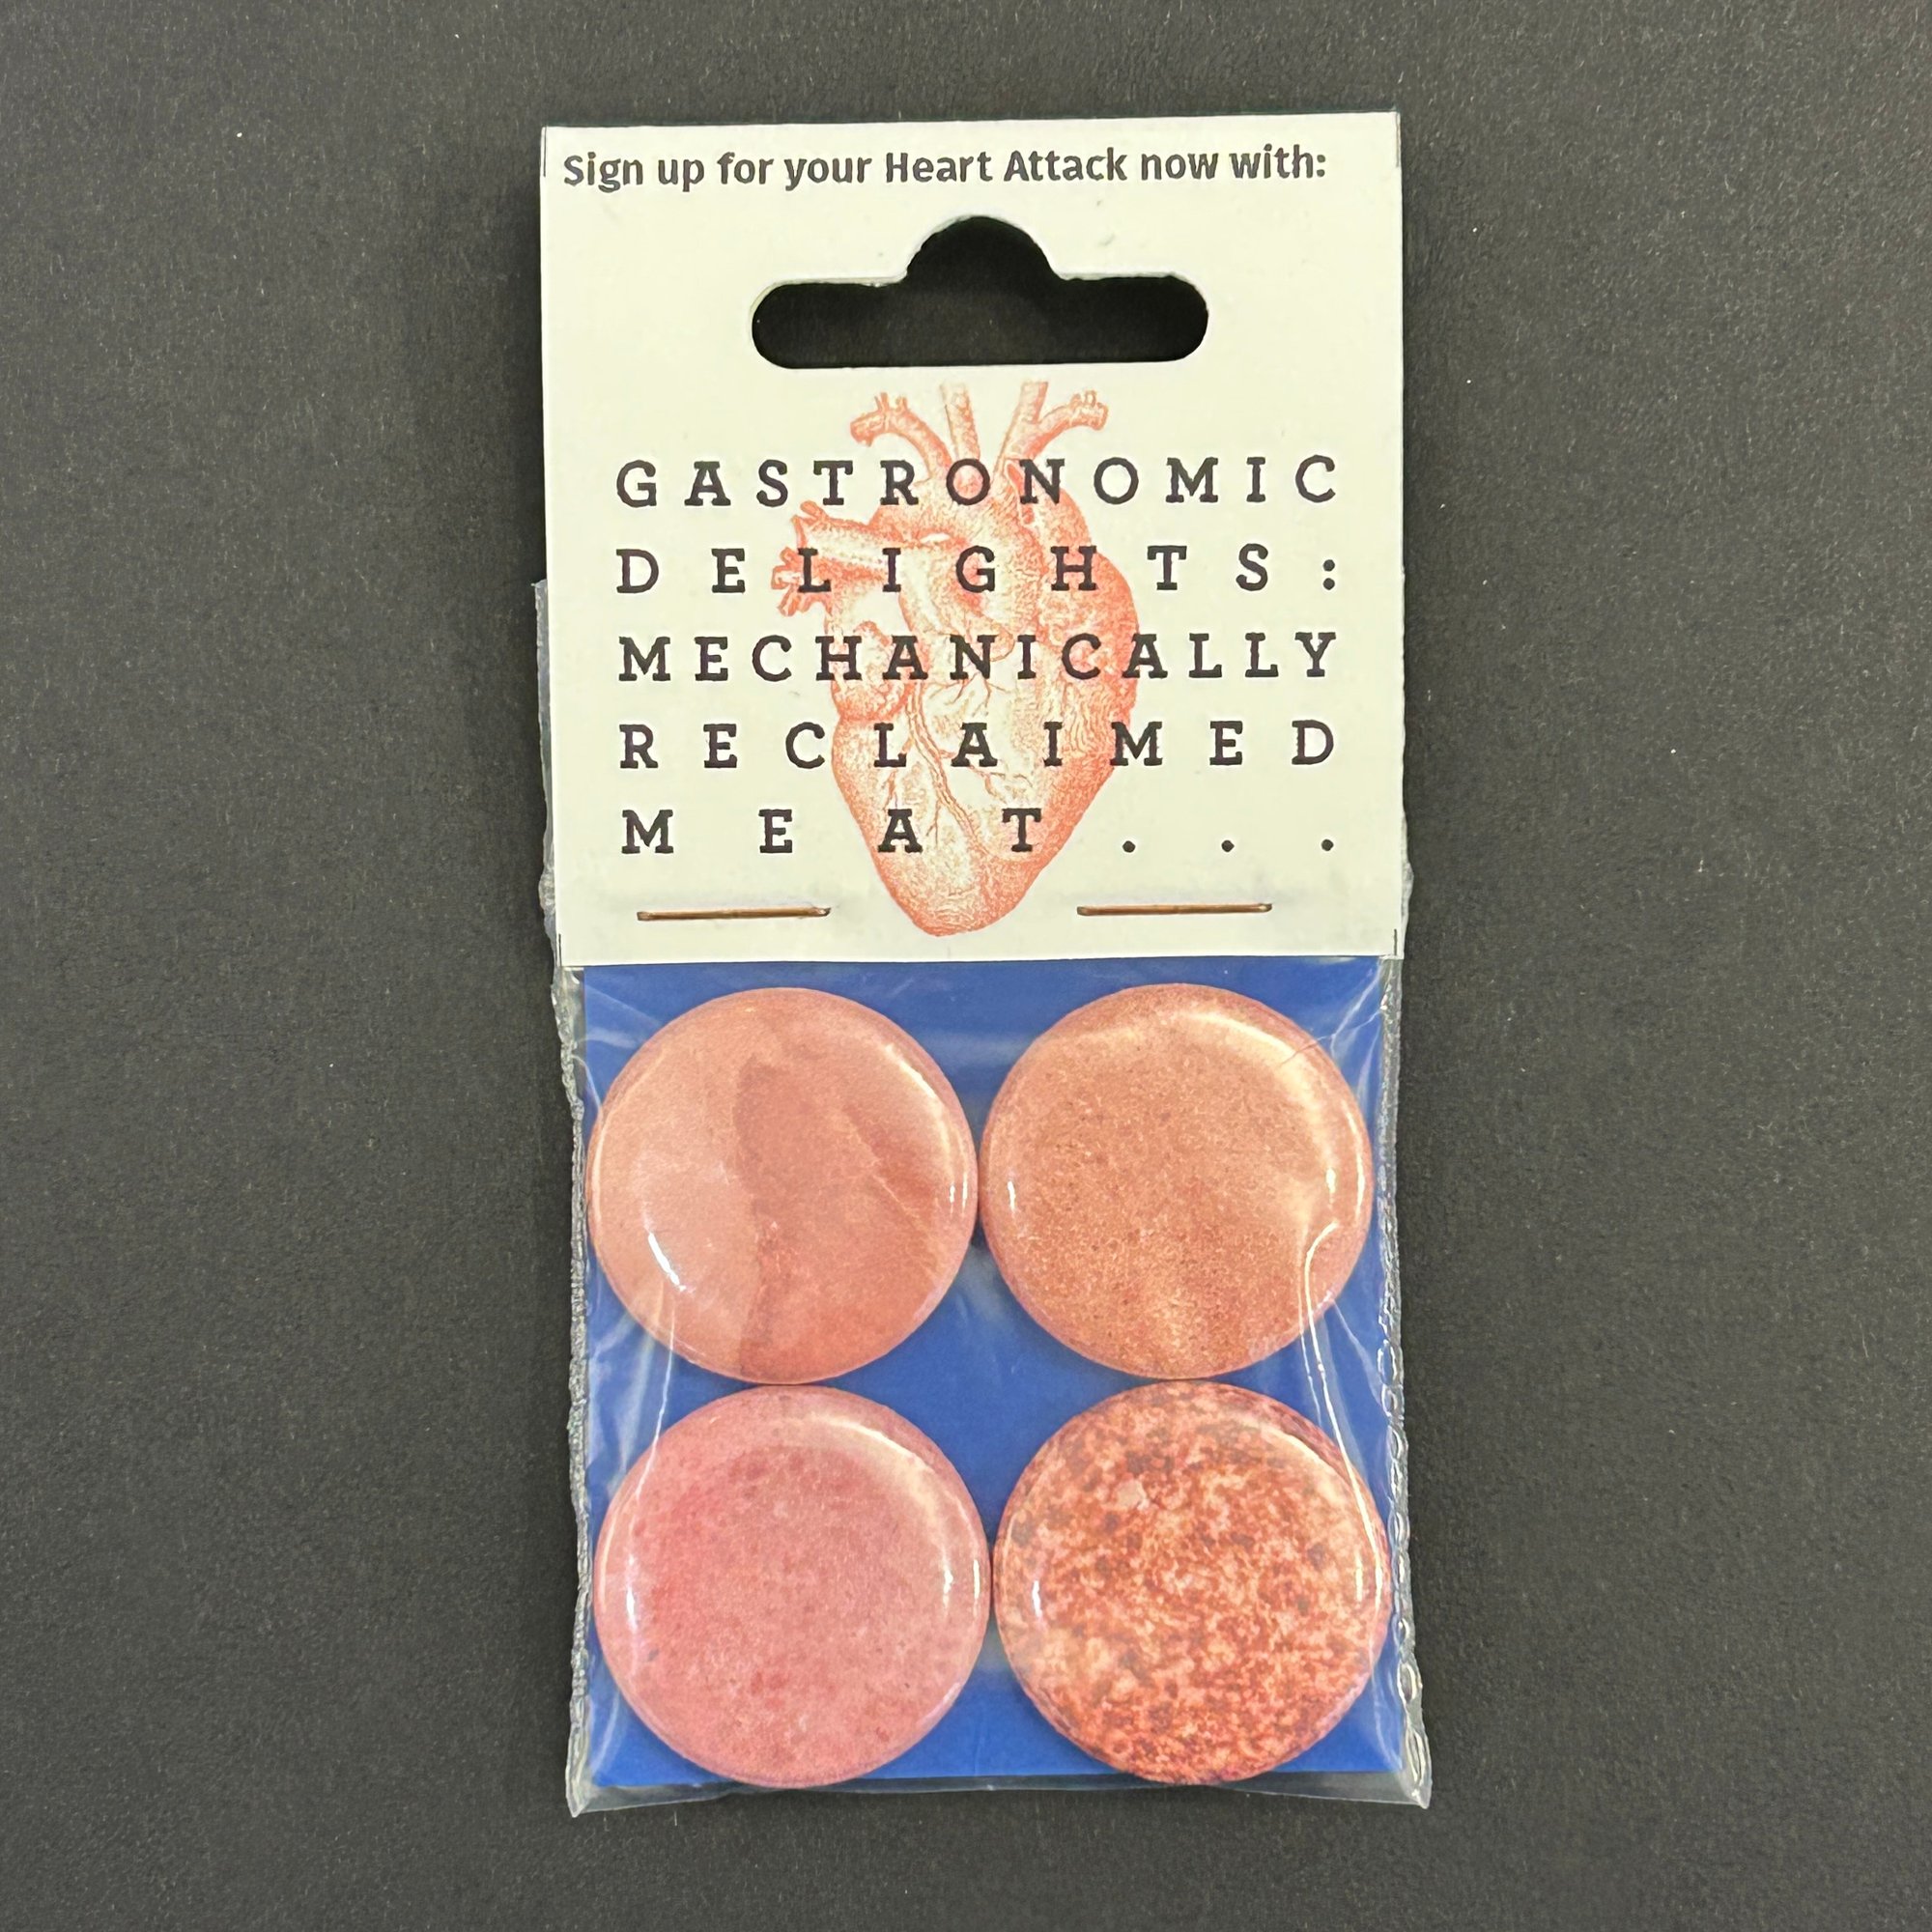 Sign up for your Heart Attack now with:
GASTRONOMIC
DELIGHTS:
MECHANICALLY
RECLAIMED
MEAT...